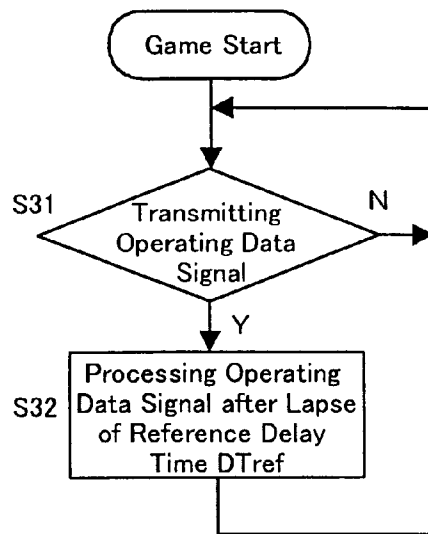 Game Start
S31
Transmitting
Operating Data
Signal
N
Y
S32
Processing Operating
Data Signal after Lapse
of Reference Delay
Time DTref